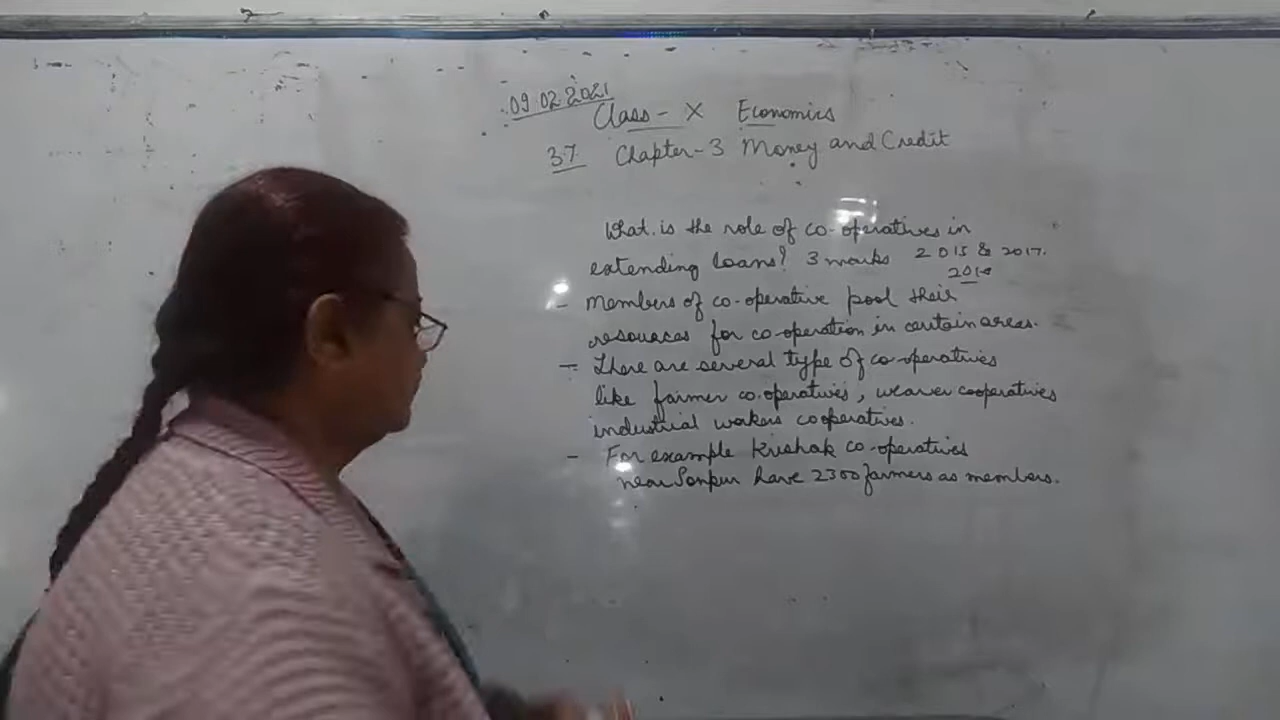 09.02.2021
Class- X Economics
37. Chapter-3 Money and Credit
What is the role of co-operatives in
extending loans? 3 marks 2015 & 2017.
- Members of co-operative pool their
resources for co-operation in certain areas.
- There are several type of co-operatives
like farmer co.operatives, weaver cooperatives
industrial workers cooperatives.
- For example Krishak co-operatives
near Sonpur have 2300 farmers as members.